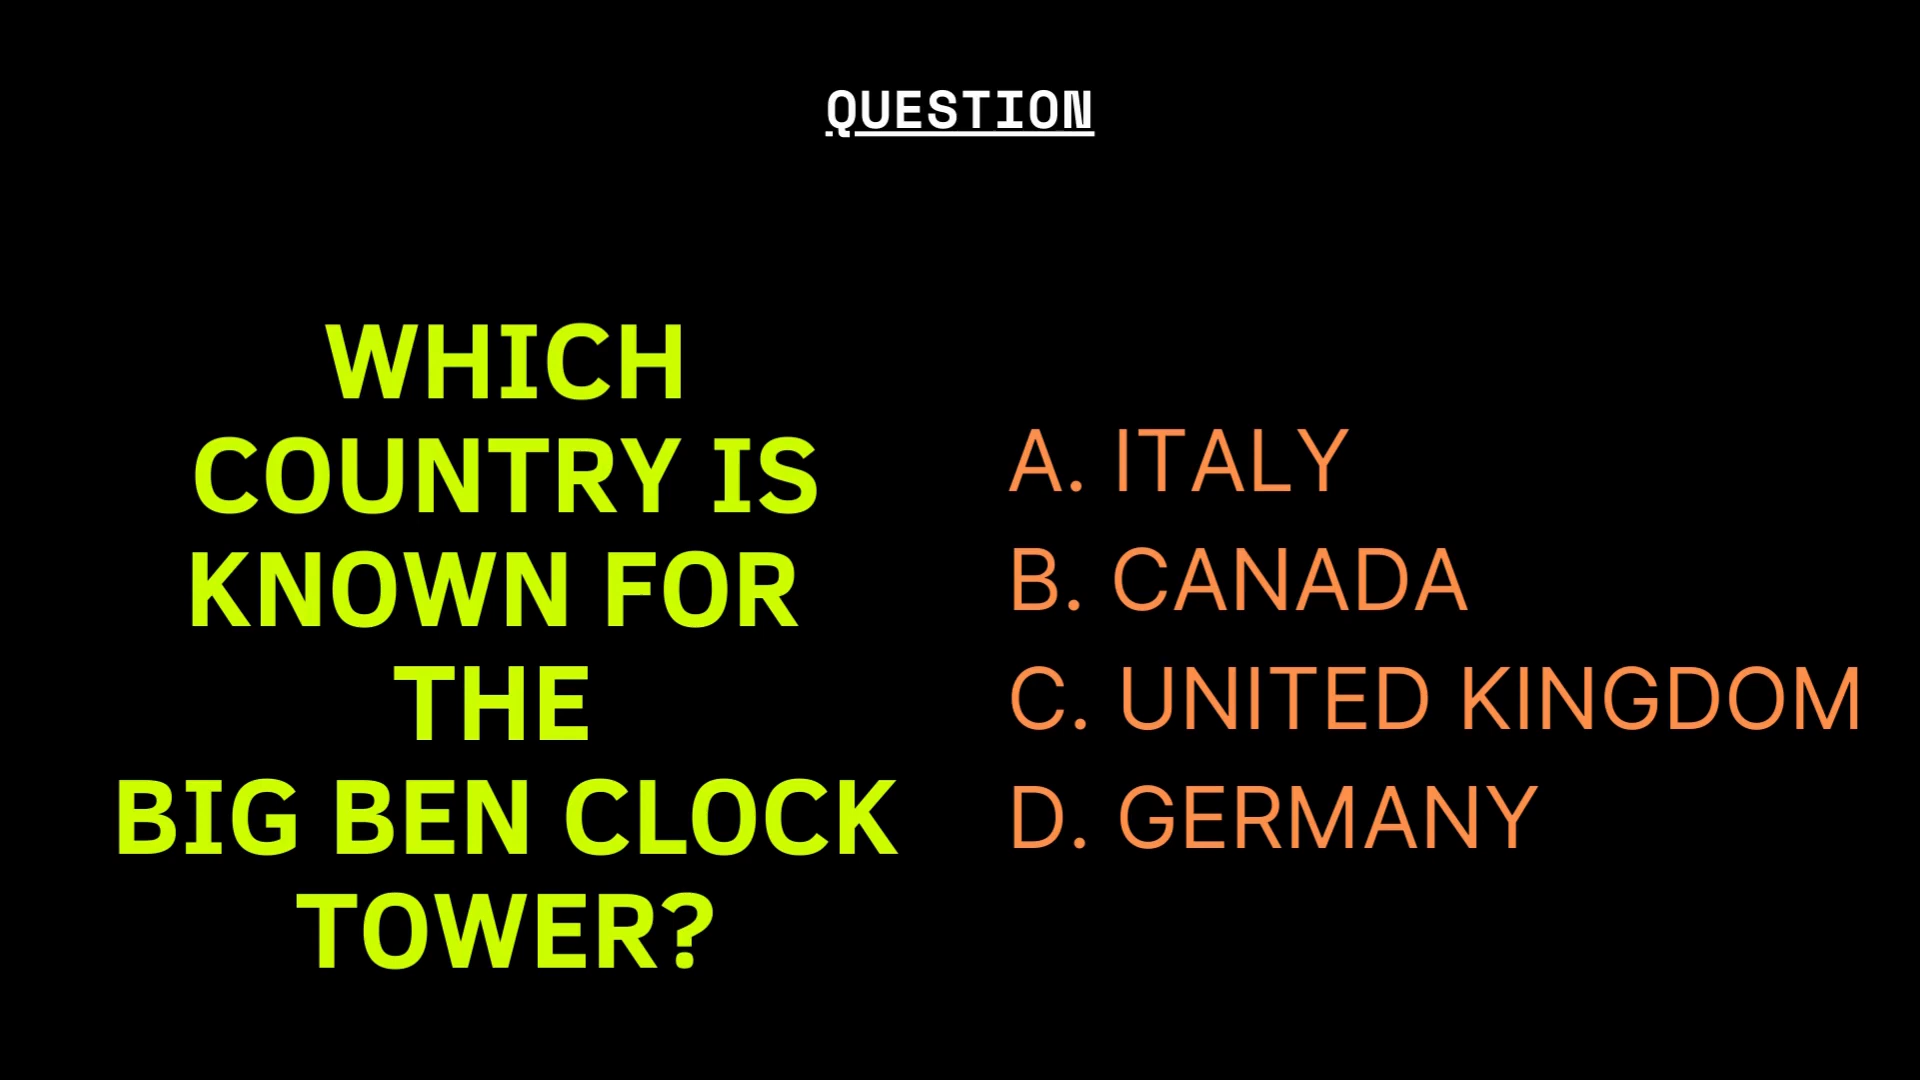 QUESTION
WHICH
COUNTRY IS
KNOWN FOR
THE
BIG BEN CLOCK
TOWER?
A. ITALY
B. CANADA
C. UNITED KINGDOM
D. GERMANY